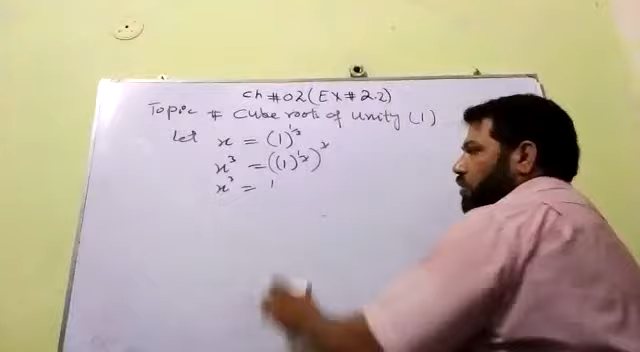 Ch #02 (EX # 2.2)
Topic # Cube roots of unity (1)
Let x = (1)^1/3
x^3 = ((1)^1/3)^3
x^3 = 1